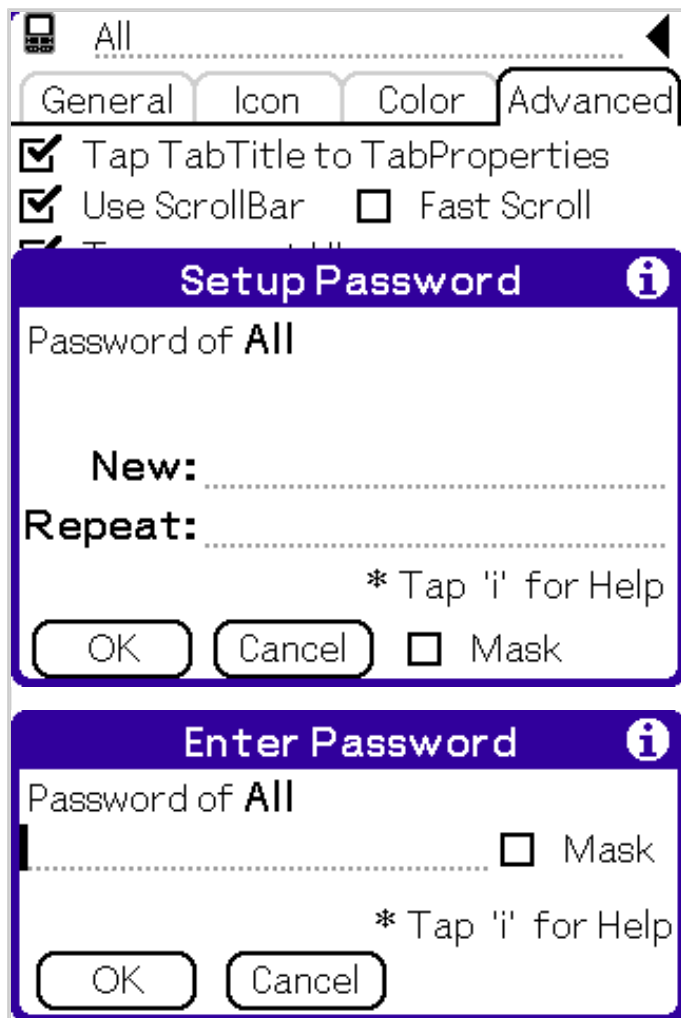 All
General Icon Color Advanced
Tap TabTitle to TabProperties
Use ScrollBar Fast Scroll
Setup Password i
Password of All
New:
Repeat:
* Tap 'i' for Help
OK Cancel Mask
Enter Password i
Password of All
Mask
* Tap 'i' for Help
OK Cancel